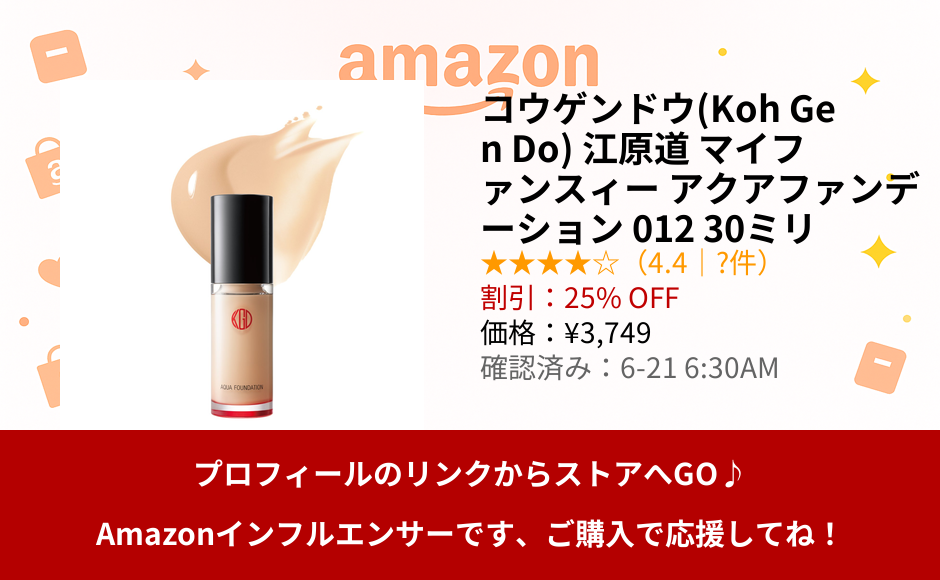 amazon
コウゲンドウ(Koh Ge
n Do) 江原道 マイフ
ァンスィー アクアファンデ
ーション 012 30ミリ
★★★★☆（4.4｜?件）
割引：25% OFF
価格：¥3,749
確認済み：6-21 6:30AM
KGD
AQUA FOUNDATION
プロフィールのリンクからストアへGO♪
Amazonインフルエンサーです、ご購入で応援してね！